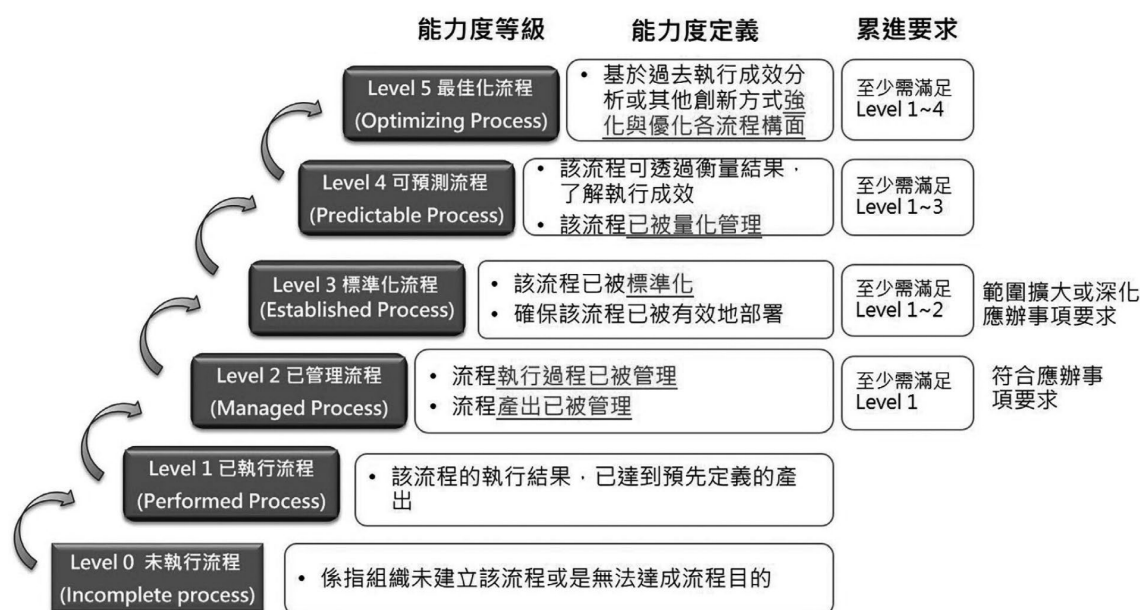 能力度等級 能力度定義 累進要求
Level 5 最佳化流程
(Optimizing Process)
• 基於過去執行成效分
析或其他創新方式強
化與優化各流程構面
至少需滿足
Level 1~4
Level 4 可預測流程
(Predictable Process)
• 該流程可透過衡量結果，
了解執行成效
• 該流程已被量化管理
至少需滿足
Level 1~3
Level 3 標準化流程
(Established Process)
• 該流程已被標準化
• 確保該流程已被有效地部署
至少需滿足
Level 1~2
範圍擴大或深化
應辦事項要求
Level 2 已管理流程
(Managed Process)
• 流程執行過程已被管理
• 流程產出已被管理
至少需滿足
Level 1
符合應辦事
項要求
Level 1 已執行流程
(Performed Process)
• 該流程的執行結果，已達到預先定義的產
出
Level 0 未執行流程
(Incomplete process)
• 係指組織未建立該流程或是無法達成流程目的